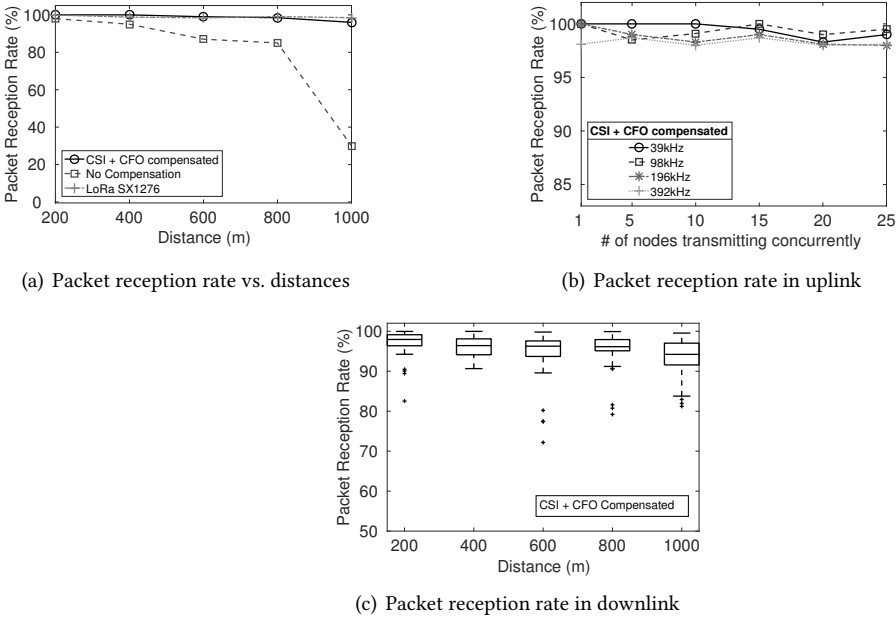 Packet Reception Rate (%)
100
80
60
40
20
0
CSI + CFO compensated
No Compensation
LoRa SX1276
200 400 600 800 1000
Distance (m)
(a) Packet reception rate vs. distances
Packet Reception Rate (%)
100
95
90
85
CSI + CFO compensated
39kHz
98kHz
196kHz
392kHz
1 5 10 15 20 25
# of nodes transmitting concurrently
(b) Packet reception rate in uplink
Packet Reception Rate (%)
100
90
80
70
60
50
CSI + CFO Compensated
200 400 600 800 1000
Distance (m)
(c) Packet reception rate in downlink